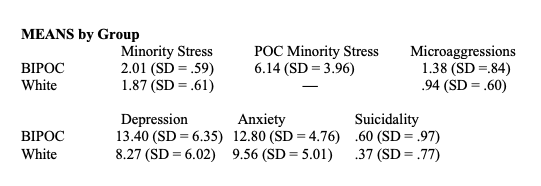 MEANS by Group
Minority Stress POC Minority Stress Microaggressions
BIPOC 2.01 (SD = .59) 6.14 (SD = 3.96) 1.38 (SD =.84)
White 1.87 (SD = .61) — .94 (SD = .60)
Depression Anxiety Suicidality
BIPOC 13.40 (SD = 6.35) 12.80 (SD = 4.76) .60 (SD = .97)
White 8.27 (SD = 6.02) 9.56 (SD = 5.01) .37 (SD = .77)